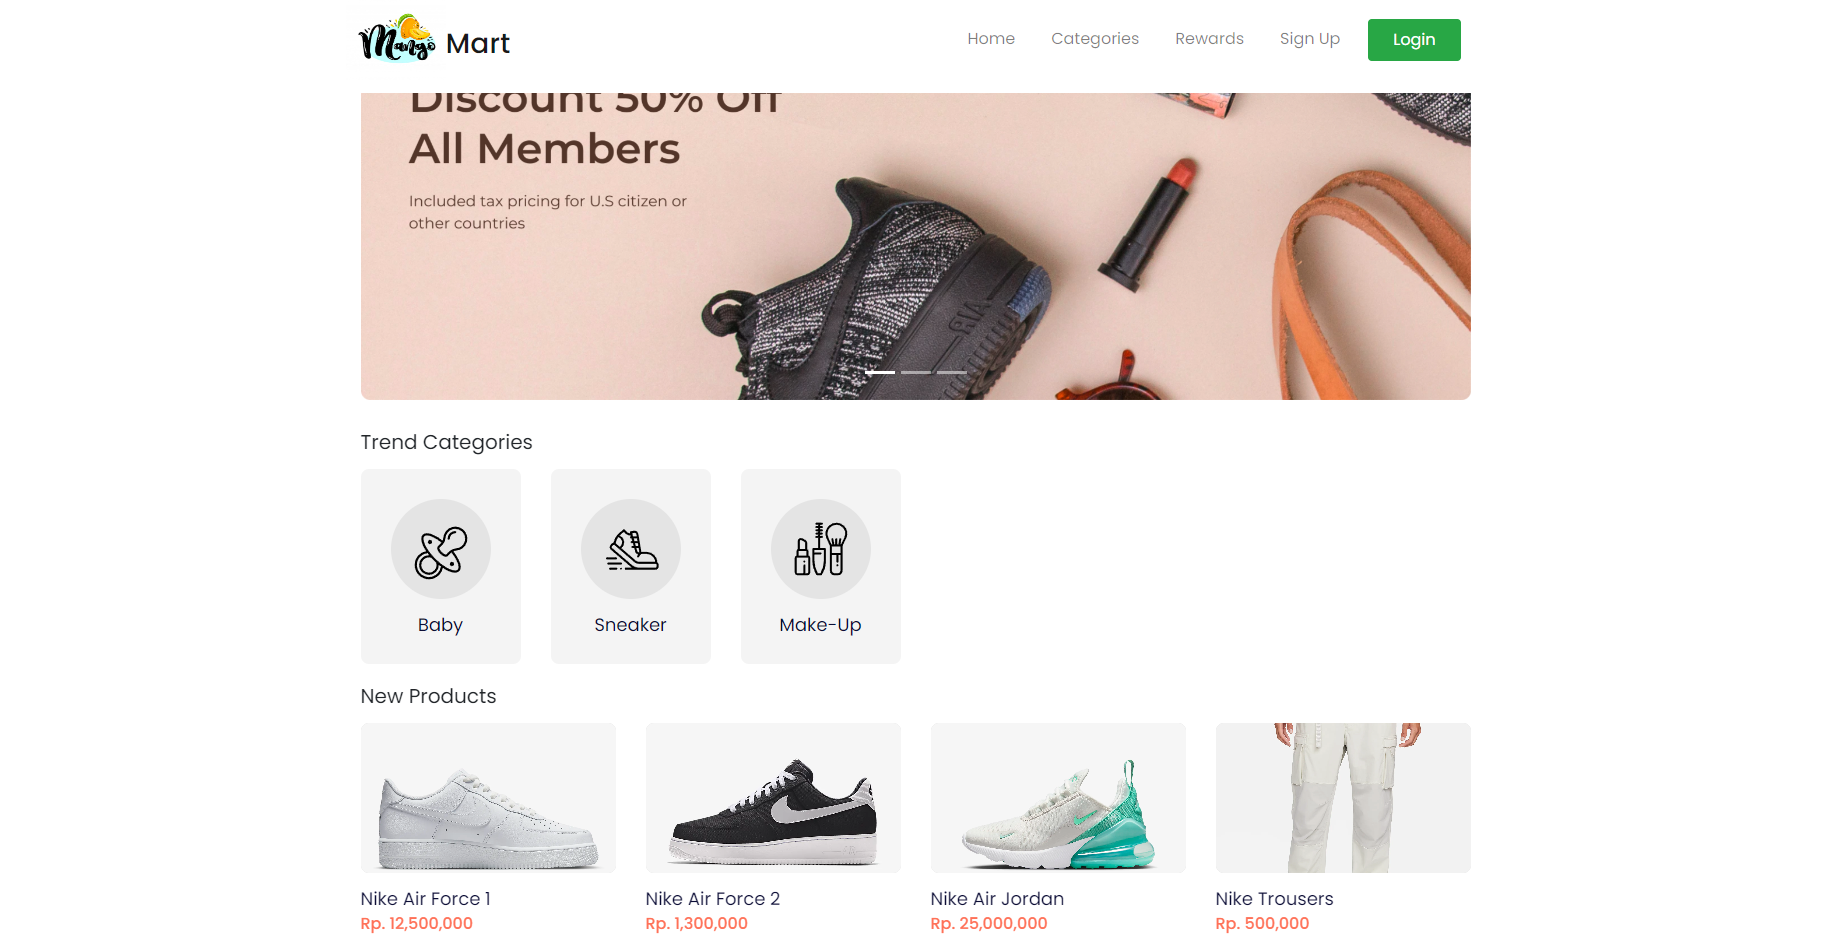 Mango Mart
Home Categories Rewards Sign Up Login
Discount 50% Off
All Members
Included tax pricing for U.S citizen or
other countries
AIR
Trend Categories
Baby Sneaker Make-Up
New Products
Nike Air Force 1 Nike Air Force 2 Nike Air Jordan Nike Trousers
Rp. 12,500,000 Rp. 1,300,000 Rp. 25,000,000 Rp. 500,000